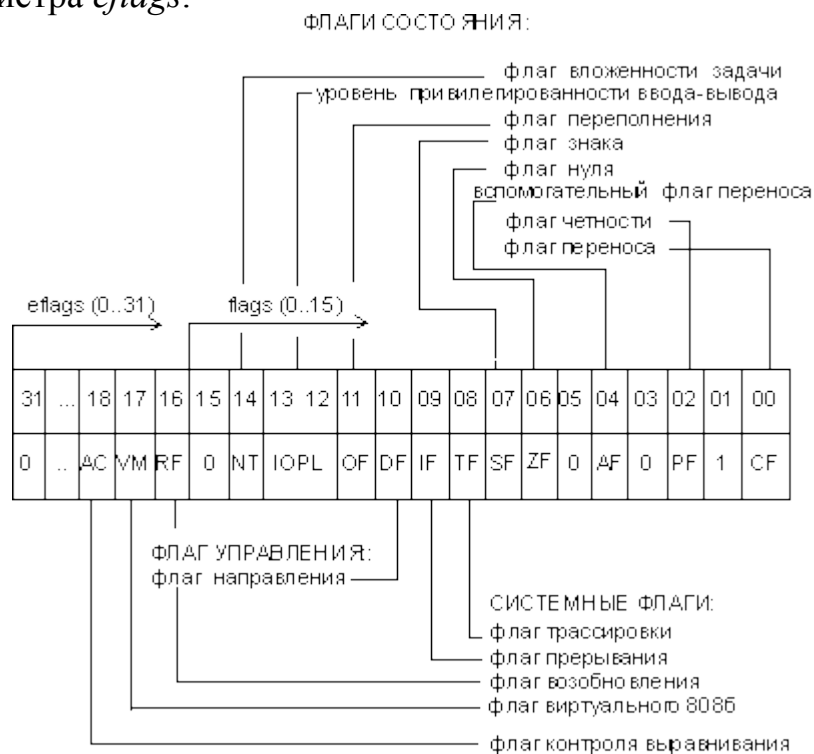 истра eflags:
ФЛАГИ СОСТОЯНИЯ:
флаг вложенности задачи
уровень привилегированности ввода-вывода
флаг переполнения
флаг знака
флаг нуля
вспомогательный флаг переноса
флаг четности
флаг переноса
eflags (0..31) flags (0..15)
31 ... 18 17 16 15 14 13 12 11 10 09 08 07 06 05 04 03 02 01 00
0 .. AC VM RF 0 NT IOPL OF DF IF TF SF ZF 0 AF 0 PF 1 CF
ФЛАГ УПРАВЛЕНИЯ:
флаг направления
СИСТЕМНЫЕ ФЛАГИ:
флаг трассировки
флаг прерывания
флаг возобновления
флаг виртуального 8086
флаг контроля выравнивания